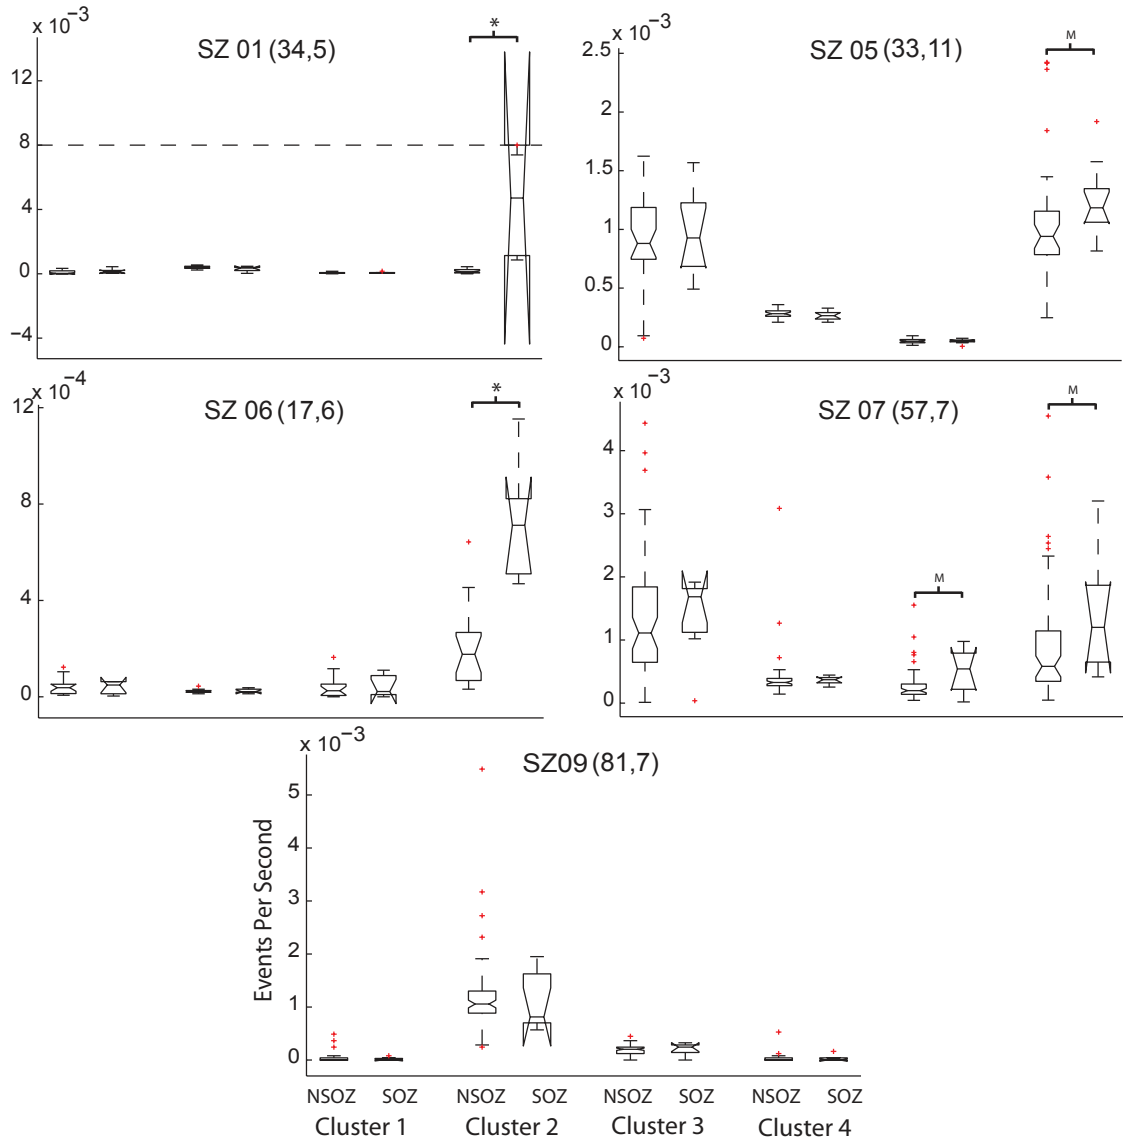 x 10−3
SZ 01 (34,5)
*
12
8
4
0
−4
x 10−3
SZ 05 (33,11)
M
2.5
2
1.5
1
0.5
0
x 10−4
SZ 06 (17,6)
*
12
8
4
0
x 10−3
SZ 07 (57,7)
M
M
4
3
2
1
0
x 10−3
SZ09 (81,7)
Events Per Second
5
4
3
2
1
0
NSOZ SOZ NSOZ SOZ NSOZ SOZ NSOZ SOZ
Cluster 1 Cluster 2 Cluster 3 Cluster 4